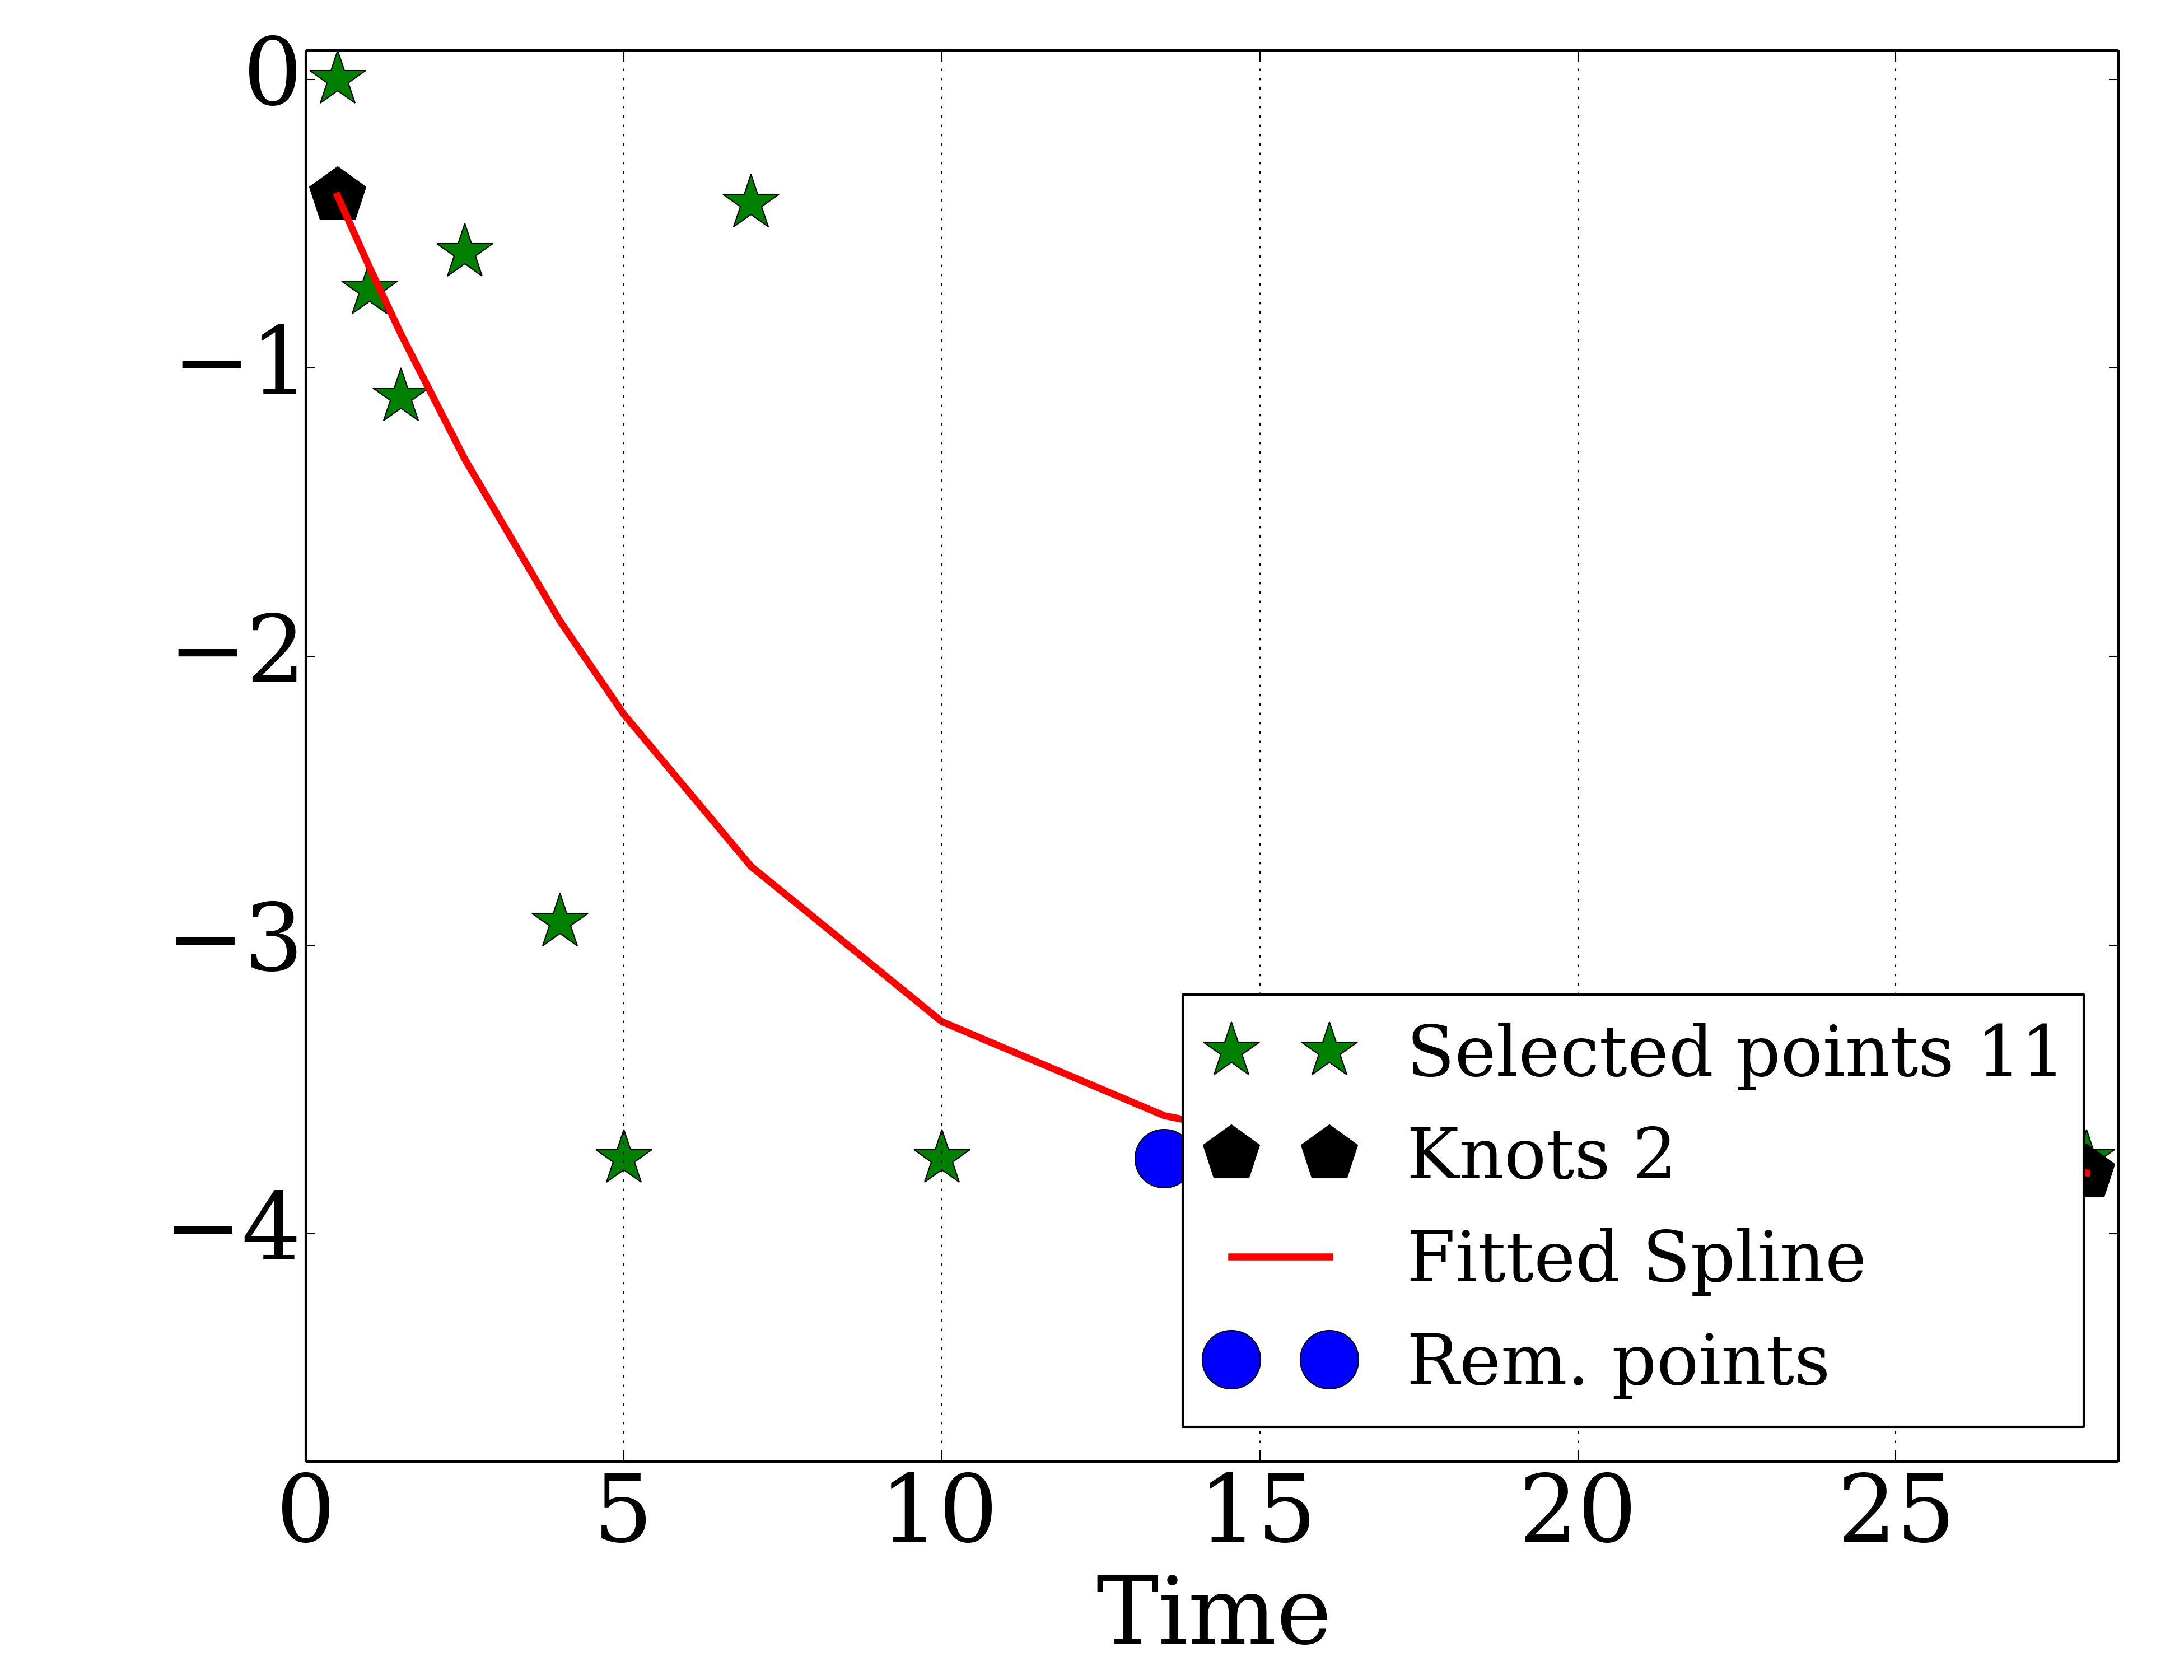 0
−1
−2
−3
−4
Selected points 11
Knots 2
Fitted Spline
Rem. points
0 5 10 15 20 25
Time